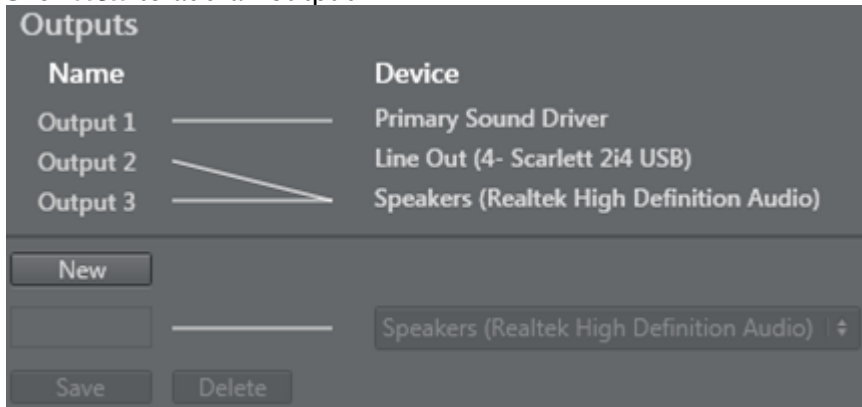 Outputs
Name Device
Output 1 Primary Sound Driver
Output 2 Line Out (4- Scarlett 2i4 USB)
Output 3 Speakers (Realtek High Definition Audio)
New
Speakers (Realtek High Definition Audio)
Save Delete